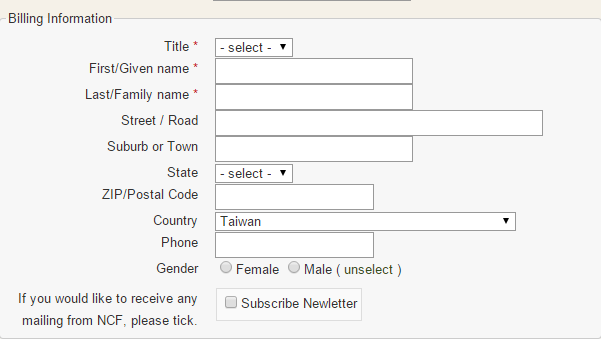 Billing Information
Title * - select -
First/Given name *
Last/Family name *
Street / Road
Suburb or Town
State - select -
ZIP/Postal Code
Country Taiwan
Phone
Gender Female Male ( unselect )
If you would like to receive any
mailing from NCF, please tick. Subscribe Newletter